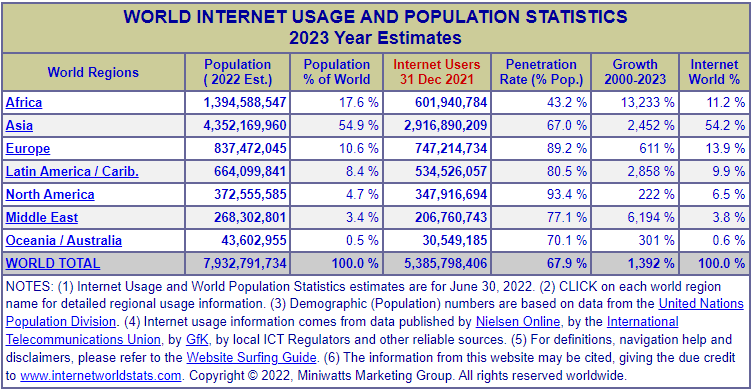 WORLD INTERNET USAGE AND POPULATION STATISTICS
2023 Year Estimates
World Regions Population ( 2022 Est.) Population % of World Internet Users 31 Dec 2021 Penetration Rate (% Pop.) Growth 2000-2023 Internet World %
Africa 1,394,588,547 17.6 % 601,940,784 43.2 % 13,233 % 11.2 %
Asia 4,352,169,960 54.9 % 2,916,890,209 67.0 % 2,452 % 54.2 %
Europe 837,472,045 10.6 % 747,214,734 89.2 % 611 % 13.9 %
Latin America / Carib. 664,099,841 8.4 % 534,526,057 80.5 % 2,858 % 9.9 %
North America 372,555,585 4.7 % 347,916,694 93.4 % 222 % 6.5 %
Middle East 268,302,801 3.4 % 206,760,743 77.1 % 6,194 % 3.8 %
Oceania / Australia 43,602,955 0.5 % 30,549,185 70.1 % 301 % 0.6 %
WORLD TOTAL 7,932,791,734 100.0 % 5,385,798,406 67.9 % 1,392 % 100.0 %
NOTES: (1) Internet Usage and World Population Statistics estimates are for June 30, 2022. (2) CLICK on each world region
name for detailed regional usage information. (3) Demographic (Population) numbers are based on data from the United Nations
Population Division. (4) Internet usage information comes from data published by Nielsen Online, by the International
Telecommunications Union, by GfK, by local ICT Regulators and other reliable sources. (5) For definitions, navigation help and
disclaimers, please refer to the Website Surfing Guide. (6) The information from this website may be cited, giving the due credit
to www.internetworldstats.com. Copyright © 2022, Miniwatts Marketing Group. All rights reserved worldwide.